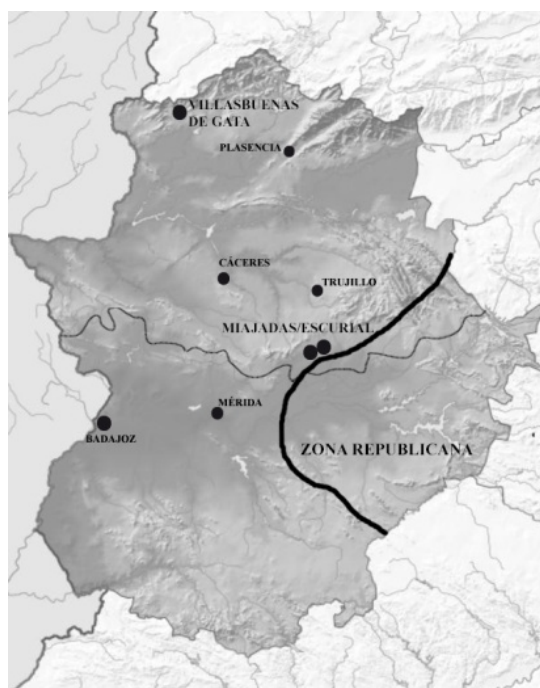 VILLASBUENAS
DE GATA
PLASENCIA
CÁCERES
TRUJILLO
MIAJADAS/ESCURIAL
MÉRIDA
BADAJOZ
ZONA REPUBLICANA